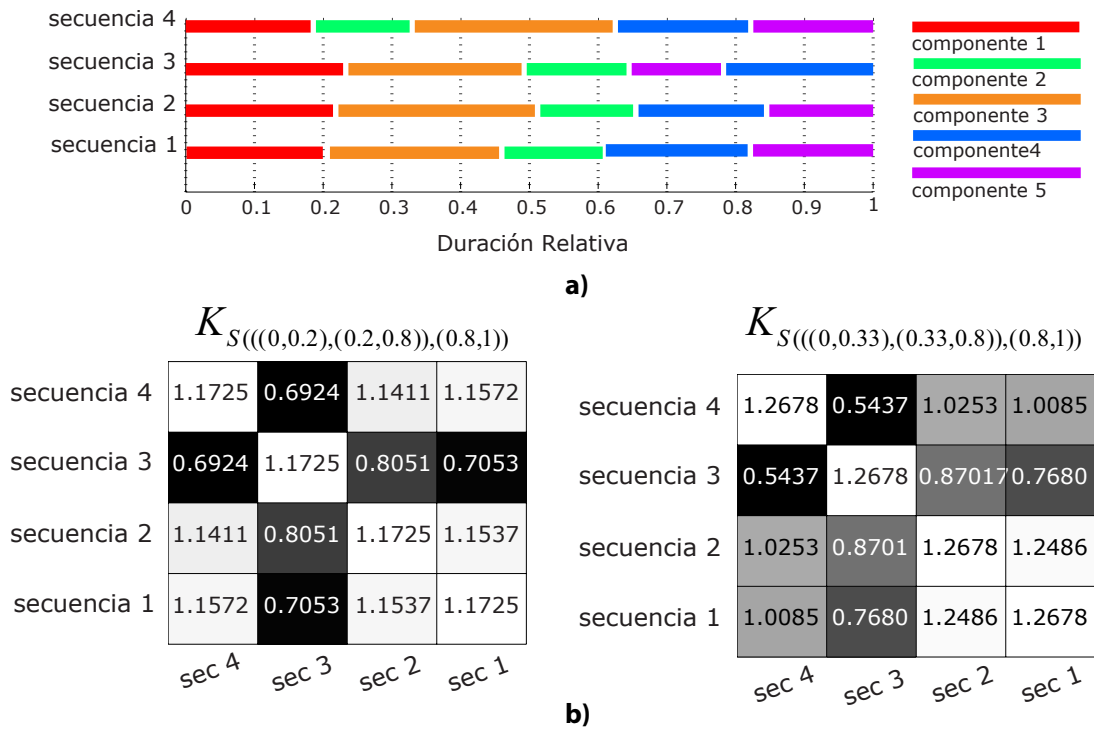 secuencia 4
secuencia 3
secuencia 2
secuencia 1
componente 1
componente 2
componente 3
componente4
componente 5
0 0.1 0.2 0.3 0.4 0.5 0.6 0.7 0.8 0.9 1
Duración Relativa
a)
K S(((0,0.2),(0.2,0.8)),(0.8,1))
secuencia 4 1.1725 0.6924 1.1411 1.1572
secuencia 3 0.6924 1.1725 0.8051 0.7053
secuencia 2 1.1411 0.8051 1.1725 1.1537
secuencia 1 1.1572 0.7053 1.1537 1.1725
sec 4 sec 3 sec 2 sec 1
K S(((0,0.33),(0.33,0.8)),(0.8,1))
secuencia 4 1.2678 0.5437 1.0253 1.0085
secuencia 3 0.5437 1.2678 0.87017 0.7680
secuencia 2 1.0253 0.8701 1.2678 1.2486
secuencia 1 1.0085 0.7680 1.2486 1.2678
sec 4 sec 3 sec 2 sec 1
b)